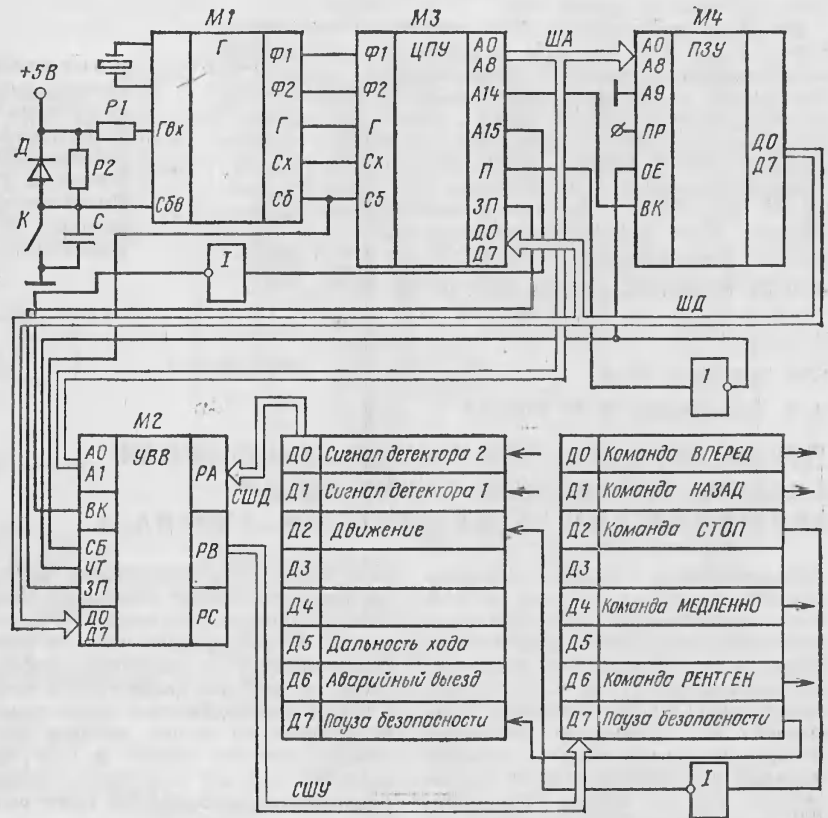 М1
М3
М4
Г
Ф1
Ф2
Г
Сх
Сб
Гвх
Сбв
+5В
Р1
Д
Р2
К
С
Ф1
Ф2
Г
Сх
Сб
ЦПУ
А0
А8
А14
А15
П
ЗП
Д0
Д7
ША
А0
А8
А9
ПР
ОЕ
ВК
ПЗУ
Д0
Д7
I
ШД
1
М2
А0
А1
ВК
СБ
ЧТ
ЗП
Д0
Д7
УВВ
РА
РВ
РС
СШД
Д0 Сигнал детектора 2
Д1 Сигнал детектора 1
Д2 Движение
Д3
Д4
Д5 Дальность хода
Д6 Аварийный выезд
Д7 Пауза безопасности
Д0 Команда ВПЕРЕД
Д1 Команда НАЗАД
Д2 Команда СТОП
Д3
Д4 Команда МЕДЛЕННО
Д5
Д6 Команда РЕНТГЕН
Д7 Пауза безопасности
I
СШУ